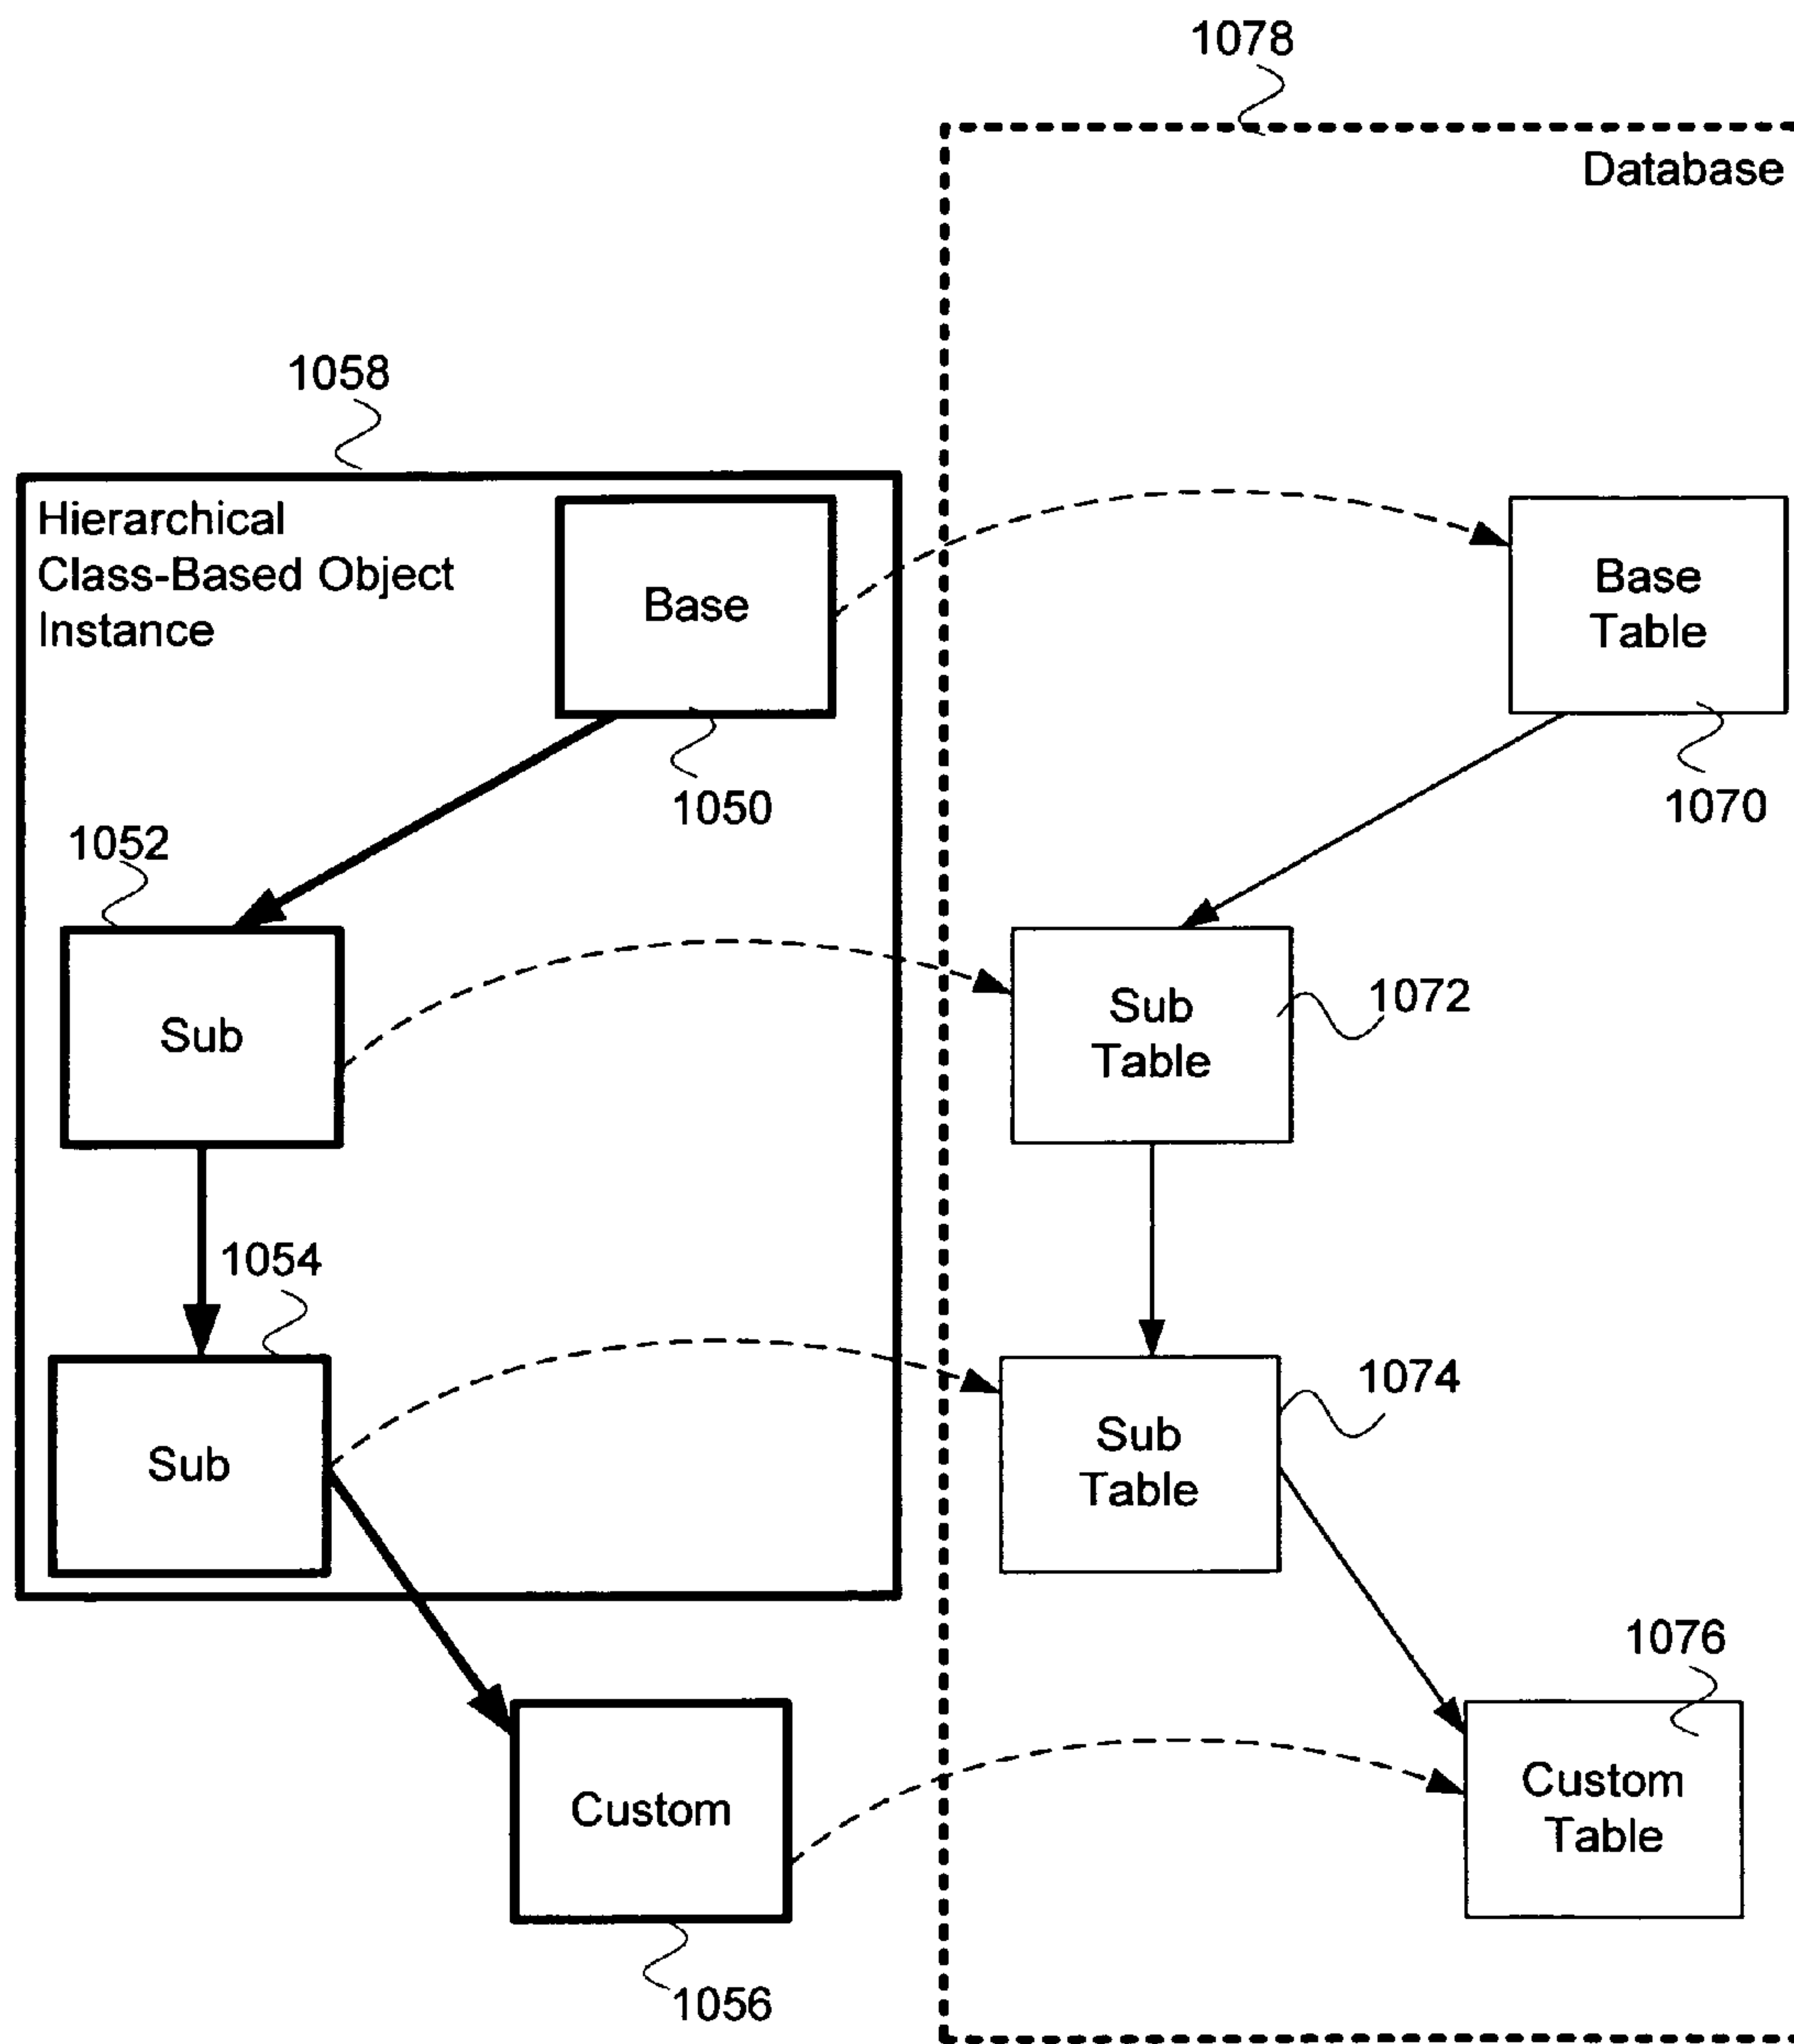 1078
Database
1058
Hierarchical
Class-Based Object
Instance
Base
Base
Table
1050
1070
1052
Sub
Sub
Table
1072
1054
Sub
Sub
Table
1074
1076
Custom
Custom
Table
1056